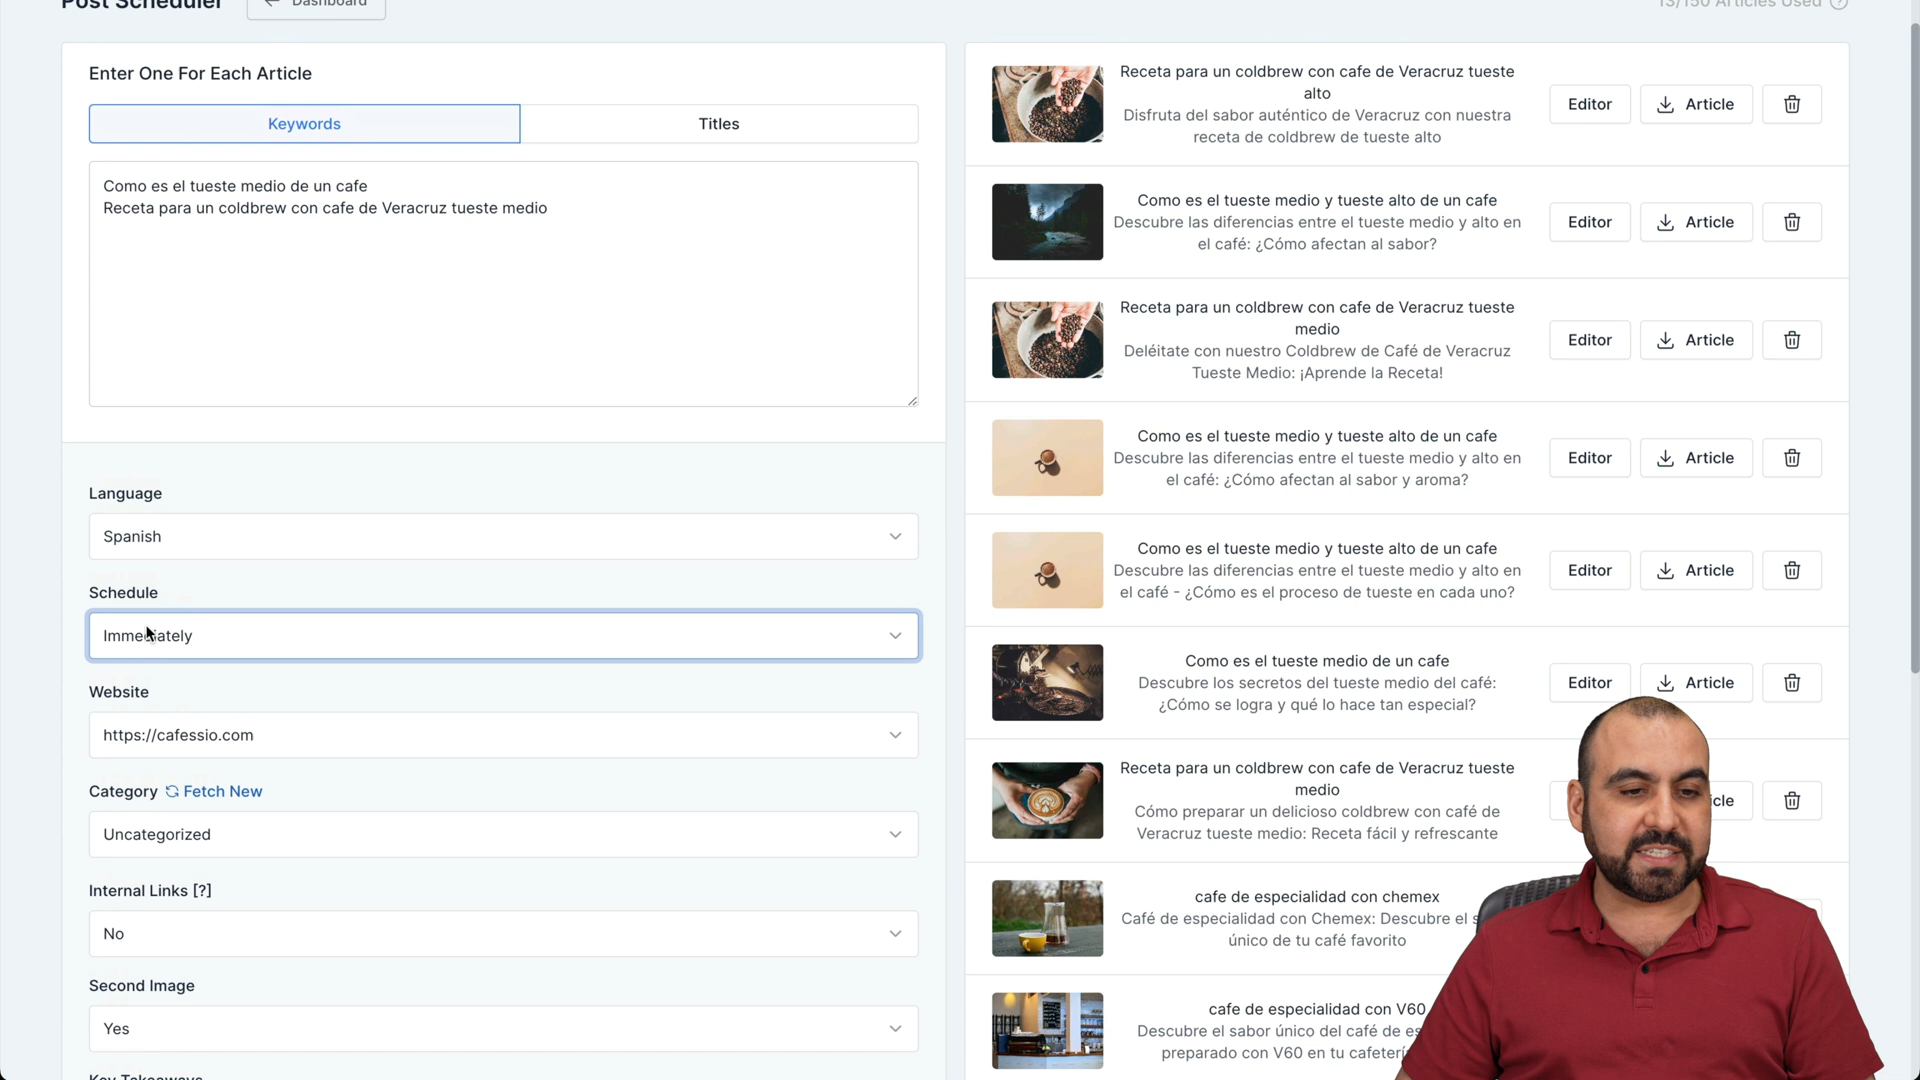 Post Scheduler
Dashboard
13/150 Articles Used
Enter One For Each Article
Keywords
Titles
Como es el tueste medio de un cafe
Receta para un coldbrew con cafe de Veracruz tueste medio
Language
Spanish
Schedule
Immediately
Website
https://cafessio.com
Category Fetch New
Uncategorized
Internal Links [?]
No
Second Image
Yes
Key Takeaways
Receta para un coldbrew con cafe de Veracruz tueste
alto
Disfruta del sabor auténtico de Veracruz con nuestra
receta de coldbrew de tueste alto
Editor
Article
Como es el tueste medio y tueste alto de un cafe
Descubre las diferencias entre el tueste medio y alto en
el café: ¿Cómo afectan al sabor?
Editor
Article
Receta para un coldbrew con cafe de Veracruz tueste
medio
Deléitate con nuestro Coldbrew de Café de Veracruz
Tueste Medio: ¡Aprende la Receta!
Editor
Article
Como es el tueste medio y tueste alto de un cafe
Descubre las diferencias entre el tueste medio y alto en
el café: ¿Cómo afectan al sabor y aroma?
Editor
Article
Como es el tueste medio y tueste alto de un cafe
Descubre las diferencias entre el tueste medio y alto en
el café - ¿Cómo es el proceso de tueste en cada uno?
Editor
Article
Como es el tueste medio de un cafe
Descubre los secretos del tueste medio del café:
¿Cómo se logra y qué lo hace tan especial?
Editor
Article
Receta para un coldbrew con cafe de Veracruz tueste
medio
Cómo preparar un delicioso coldbrew con café de
Veracruz tueste medio: Receta fácil y refrescante
icle
cafe de especialidad con chemex
Café de especialidad con Chemex: Descubre el s
único de tu café favorito
cafe de especialidad con V60
Descubre el sabor único del café de es
preparado con V60 en tu cafeterí